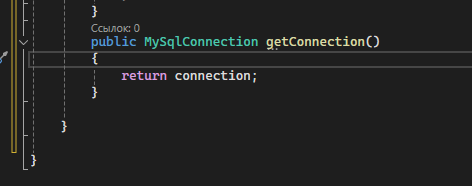 }
Ссылок: 0
public MySqlConnection getConnection()
{
return connection;
}
}
}